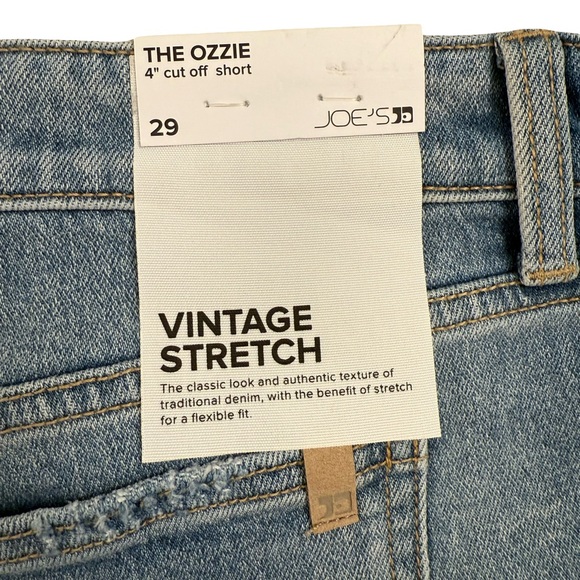 THE OZZIE
4" cut off short
29
JOE'S
VINTAGE
STRETCH
The classic look and authentic texture of
traditional denim, with the benefit of stretch
for a flexible fit.